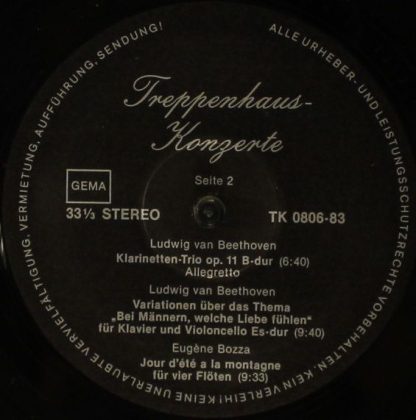 ALLE URHEBER- UND LEISTUNGSSCHUTZRECHTE VORBEHALTEN. KEIN VERLEIH! KEINE UNERLAUBTE VERVIELFÄLTIGUNG, VERMIETUNG, AUFFÜHRUNG, SENDUNG!
Treppenhaus-
Konzerte
Seite 2
GEMA
33⅓ STEREO TK 0806-83
Ludwig van Beethoven
Klarinetten-Trio op. 11 B-dur (6:40)
Allegretto
Ludwig van Beethoven
Variationen über das Thema
„Bei Männern, welche Liebe fühlen“
für Klavier und Violoncello Es-dur (9:40)
Eugène Bozza
Jour d'été a la montagne
für vier Flöten (9:33)